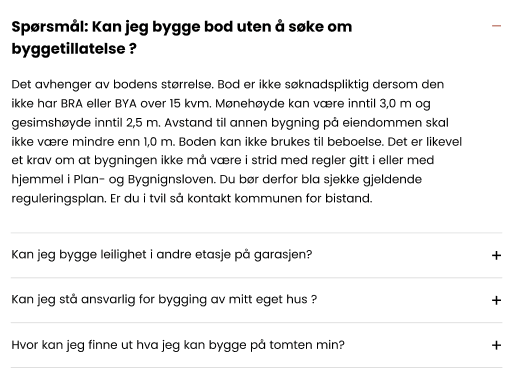 Spørsmål: Kan jeg bygge bod uten å søke om
byggetillatelse ?
Det avhenger av bodens størrelse. Bod er ikke søknadspliktig dersom den
ikke har BRA eller BYA over 15 kvm. Mønehøyde kan være inntil 3,0 m og
gesimshøyde inntil 2,5 m. Avstand til annen bygning på eiendommen skal
ikke være mindre enn 1,0 m. Boden kan ikke brukes til beboelse. Det er likevel
et krav om at bygningen ikke må være i strid med regler gitt i eller med
hjemmel i Plan- og Bygnignsloven. Du bør derfor bla sjekke gjeldende
reguleringsplan. Er du i tvil så kontakt kommunen for bistand.
Kan jeg bygge leilighet i andre etasje på garasjen?
Kan jeg stå ansvarlig for bygging av mitt eget hus ?
Hvor kan jeg finne ut hva jeg kan bygge på tomten min?